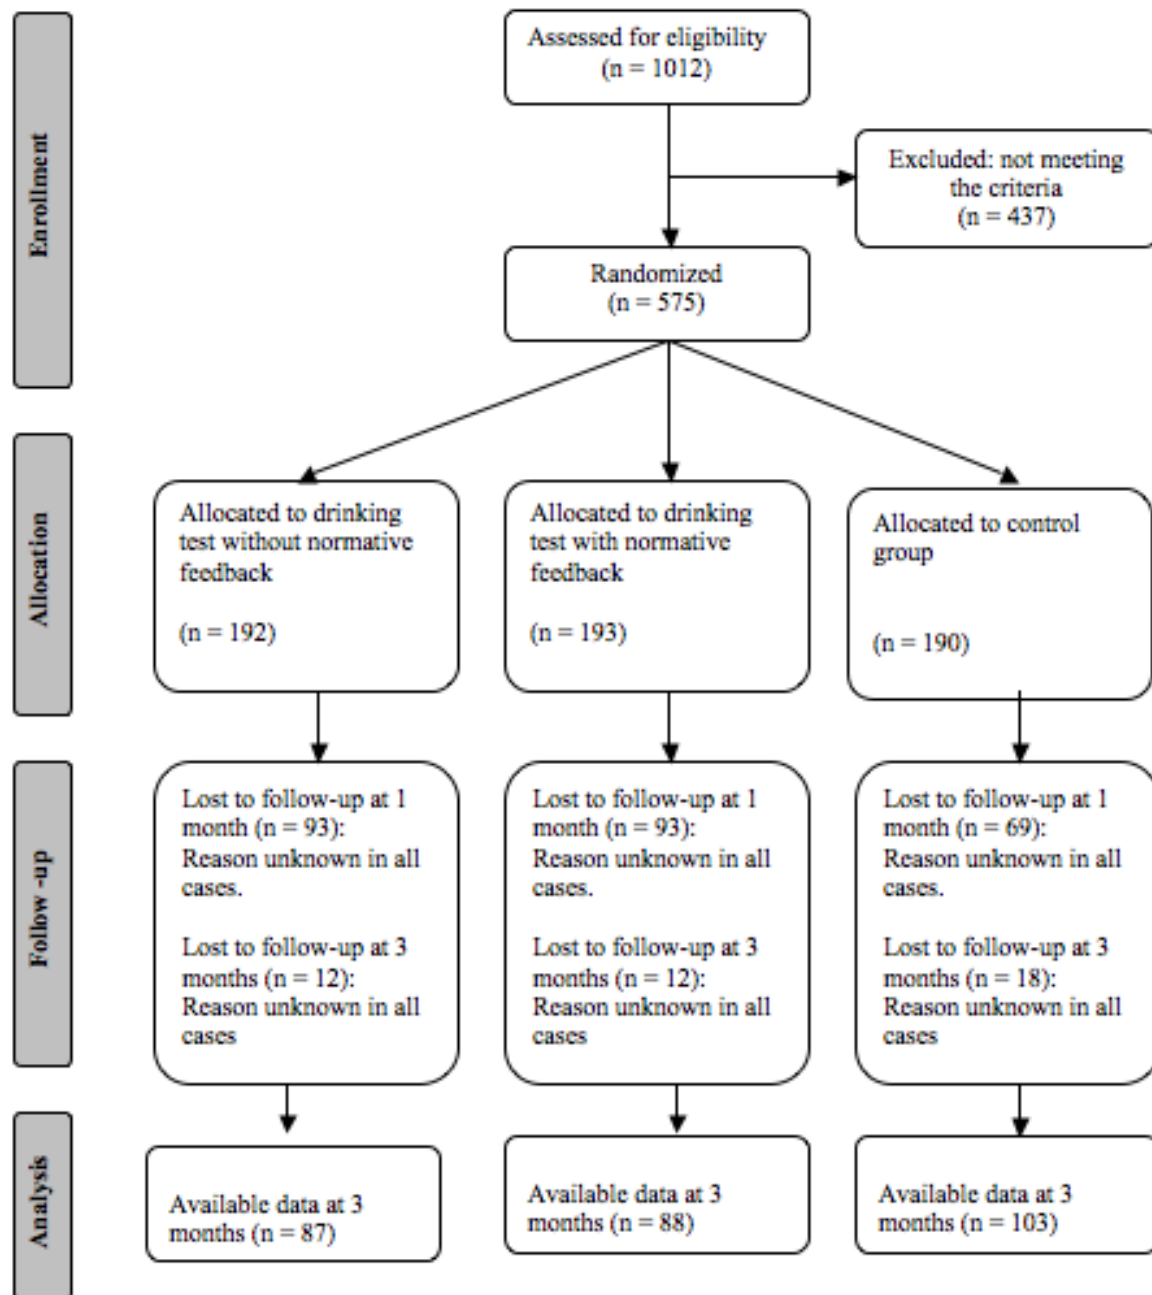 Enrollment
Assessed for eligibility
(n = 1012)
Excluded: not meeting
the criteria
(n = 437)
Randomized
(n = 575)
Allocation
Allocated to drinking
test without normative
feedback
(n = 192)
Allocated to drinking
test with normative
feedback
(n = 193)
Allocated to control
group
(n = 190)
Follow -up
Lost to follow-up at 1
month (n = 93):
Reason unknown in all
cases.
Lost to follow-up at 3
months (n = 12):
Reason unknown in all
cases
Lost to follow-up at 1
month (n = 93):
Reason unknown in all
cases.
Lost to follow-up at 3
months (n = 12):
Reason unknown in all
cases
Lost to follow-up at 1
month (n = 69):
Reason unknown in all
cases.
Lost to follow-up at 3
months (n = 18):
Reason unknown in all
cases
Analysis
Available data at 3
months (n = 87)
Available data at 3
months (n = 88)
Available data at 3
months (n = 103)